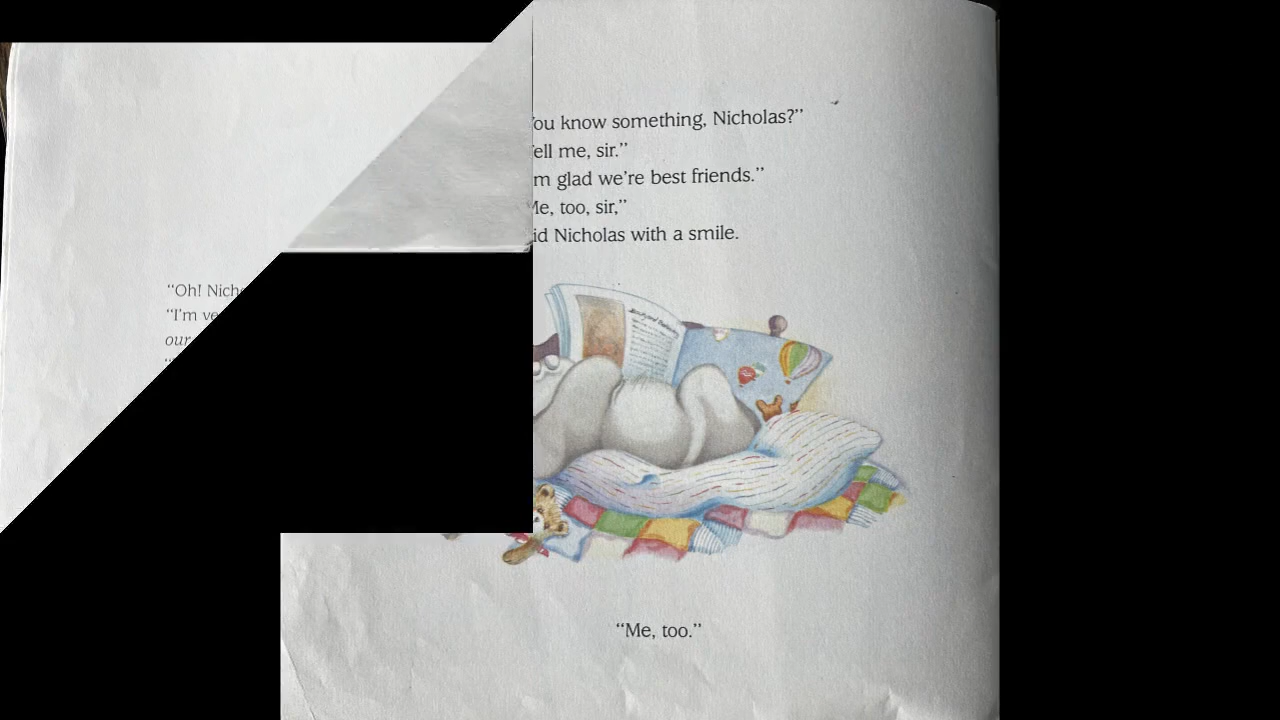 "Oh! Nich
"I'm ve
our
ou know something, Nicholas?"
ell me, sir."
m glad we're best friends."
Me, too, sir,"
id Nicholas with a smile.
"Me, too."